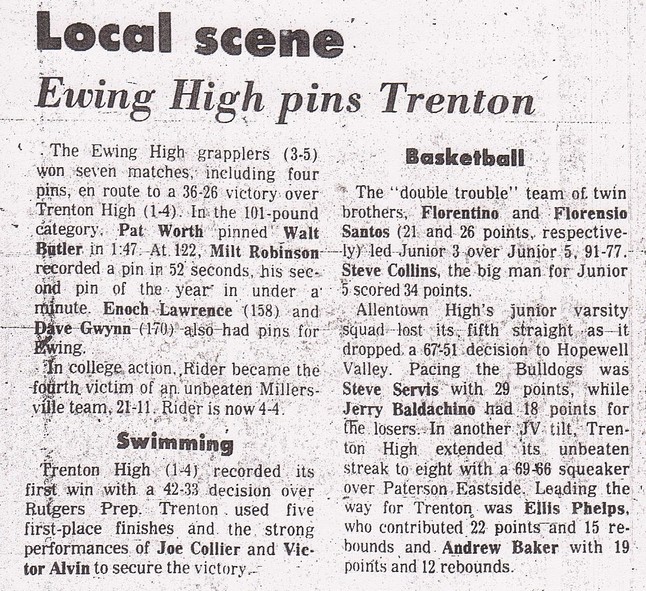 Local scene
Ewing High pins Trenton
The Ewing High grapplers (3-5)
won seven matches, including four
pins, en route to a 36-26 victory over
Trenton High (1-4). In the 101-pound
category, Pat Worth pinned Walt
Butler in 1:47. At 122, Milt Robinson
recorded a pin in 52 seconds, his sec-
ond pin of the year in under a
minute. Enoch Lawrence (158) and
Dave Gwynn (170) also had pins for
Ewing.
In college action, Rider became the
fourth victim of an unbeaten Millers-
ville team, 21-11. Rider is now 4-4.
Swimming
Trenton High (1-4) recorded its
first win with a 42-33 decision over
Rutgers Prep. Trenton used five
first-place finishes and the strong
performances of Joe Collier and Vic-
tor Alvin to secure the victory.
Basketball
The "double trouble" team of twin
brothers, Florentino and Florensio
Santos (21 and 26 points, respective-
ly) led Junior 3 over Junior 5, 91-77.
Steve Collins, the big man for Junior
5 scored 34 points.
Allentown High's junior varsity
squad lost its fifth straight as it
dropped a 67-51 decision to Hopewell
Valley. Pacing the Bulldogs was
Steve Servis with 29 points, while
Jerry Baldachino had 18 points for
the losers. In another JV tilt, Tren-
ton High extended its unbeaten
streak to eight with a 69-66 squeaker
over Paterson Eastside. Leading the
way for Trenton was Ellis Phelps,
who contributed 22 points and 15 re-
bounds and Andrew Baker with 19
points and 12 rebounds.